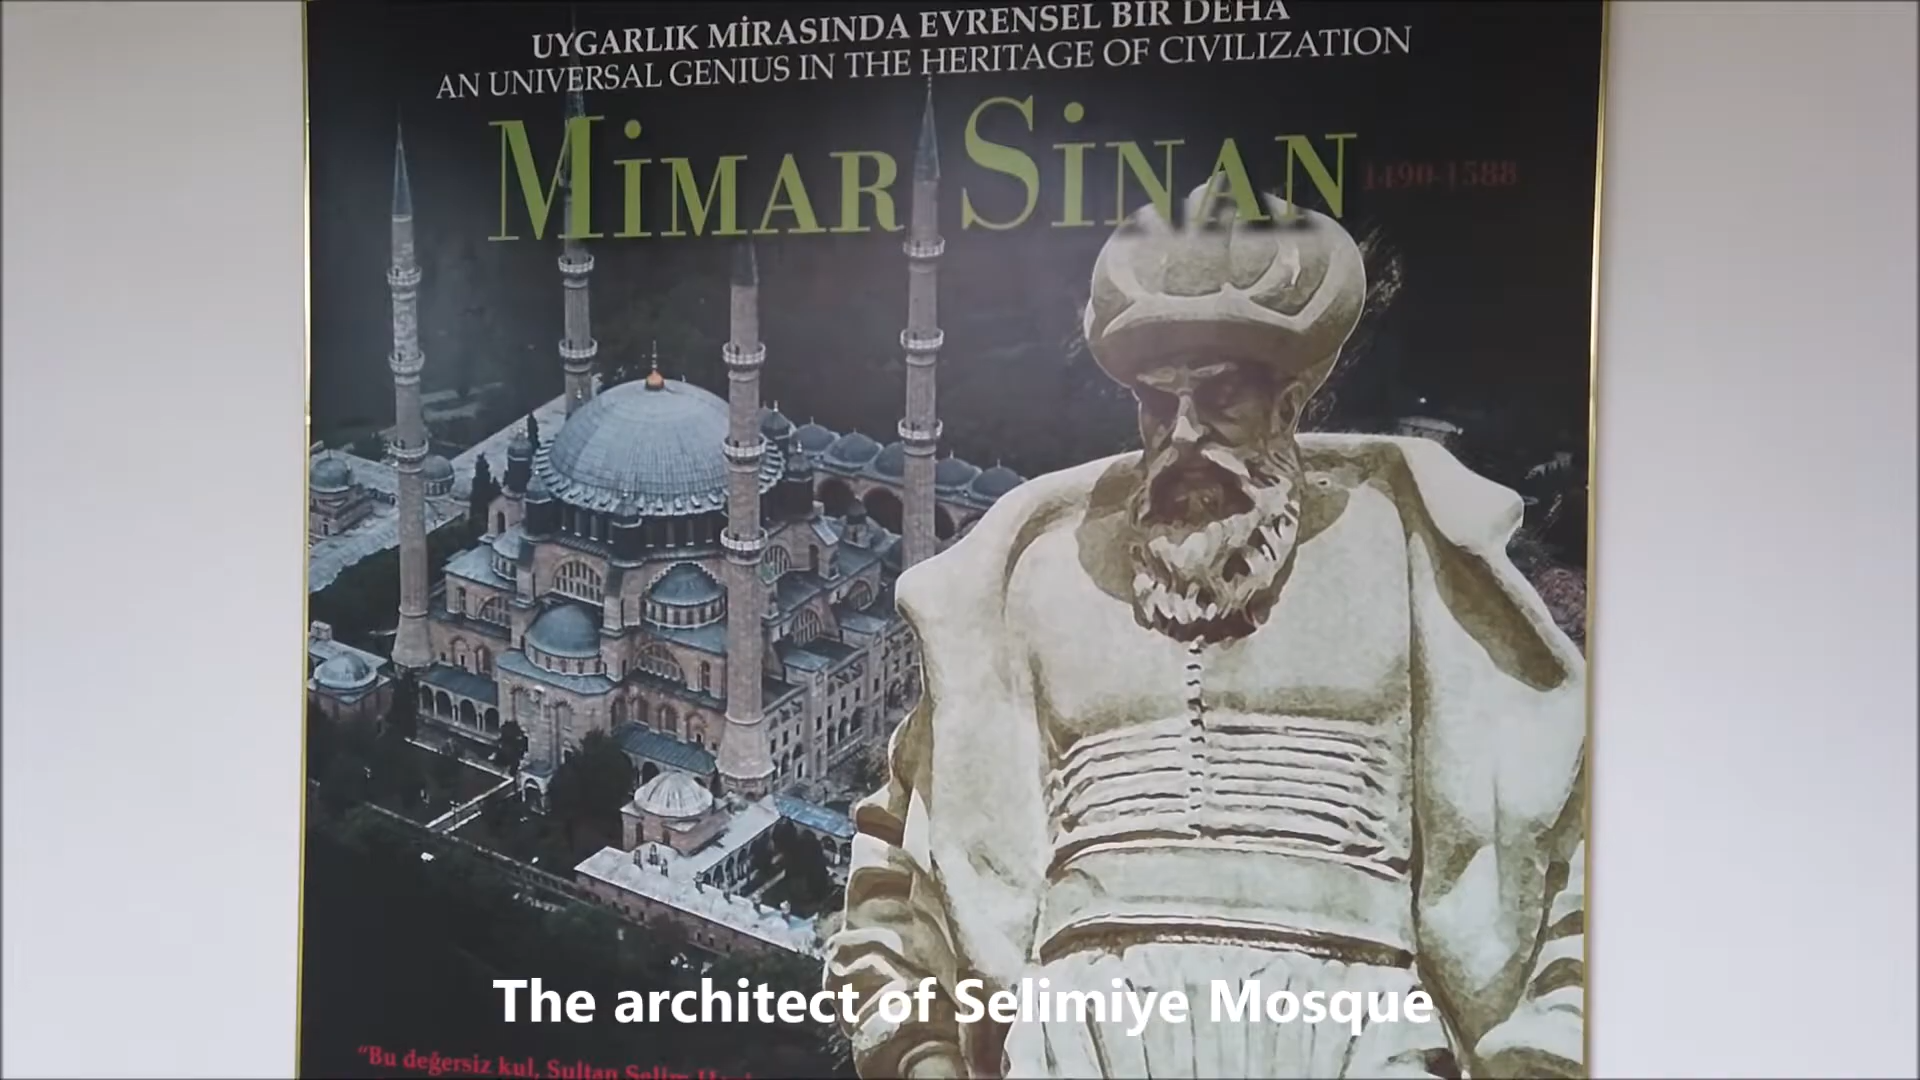 UYGARLIK MİRASINDA EVRENSEL BİR DEHA
AN UNIVERSAL GENIUS IN THE HERITAGE OF CIVILIZATION
MİMAR SİNAN 1490-1588
The architect of Selimiye Mosque
"Bu değersiz kul, Sultan Selim